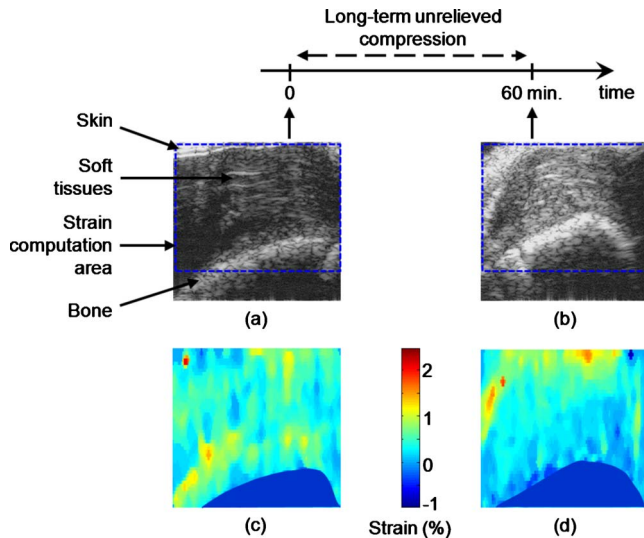 Long-term unrelieved
compression
0
60 min.
time
Skin
Soft
tissues
Strain
computation
area
Bone
(a)
(b)
2
1
0
-1
(c)
Strain (%)
(d)